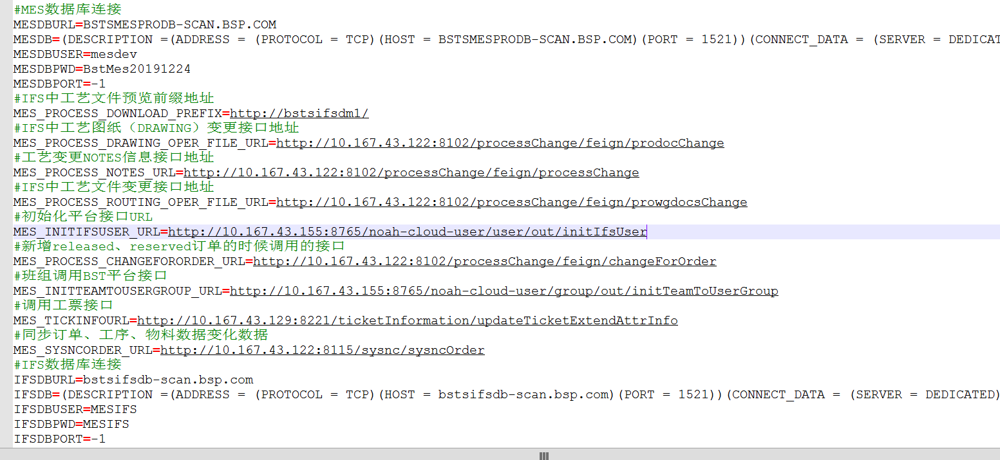 #MES数据库连接
MESDBURL=BSTSMESPRODB-SCAN.BSP.COM
MESDB=(DESCRIPTION =(ADDRESS = (PROTOCOL = TCP)(HOST = BSTSMESPRODB-SCAN.BSP.COM)(PORT = 1521))(CONNECT_DATA = (SERVER = DEDICAT
MESDBUSER=mesdev
MESDBPWD=BstMes20191224
MESDBPORT=-1
#IFS中工艺文件预览前缀地址
MES_PROCESS_DOWNLOAD_PREFIX=http://bstsifsdm1/
#IFS中工艺图纸（DRAWING）变更接口地址
MES_PROCESS_DRAWING_OPER_FILE_URL=http://10.167.43.122:8102/processChange/feign/prodocChange
#工艺变更NOTES信息接口地址
MES_PROCESS_NOTES_URL=http://10.167.43.122:8102/processChange/feign/processChange
#IFS中工艺文件变更接口地址
MES_PROCESS_ROUTING_OPER_FILE_URL=http://10.167.43.122:8102/processChange/feign/prowgdocsChange
#初始化平台接口URL
MES_INITIFSUSER_URL=http://10.167.43.155:8765/noah-cloud-user/user/out/initIfsUser
#新增released、reserved订单的时候调用的接口
MES_PROCESS_CHANGEFORORDER_URL=http://10.167.43.122:8102/processChange/feign/changeForOrder
#班组调用BST平台接口
MES_INITTEAMTOUSERGROUP_URL=http://10.167.43.155:8765/noah-cloud-user/group/out/initTeamToUserGroup
#调用工票接口
MES_TICKINFOURL=http://10.167.43.129:8221/ticketInformation/updateTicketExtendAttrInfo
#同步订单、工序、物料数据变化数据
MES_SYSNCORDER_URL=http://10.167.43.122:8115/sysnc/sysncOrder
#IFS数据库连接
IFSDBURL=bstsifsdb-scan.bsp.com
IFSDB=(DESCRIPTION =(ADDRESS = (PROTOCOL = TCP)(HOST = bstsifsdb-scan.bsp.com)(PORT = 1521))(CONNECT_DATA = (SERVER = DEDICATED)
IFSDBUSER=MESIFS
IFSDBPWD=MESIFS
IFSDBPORT=-1